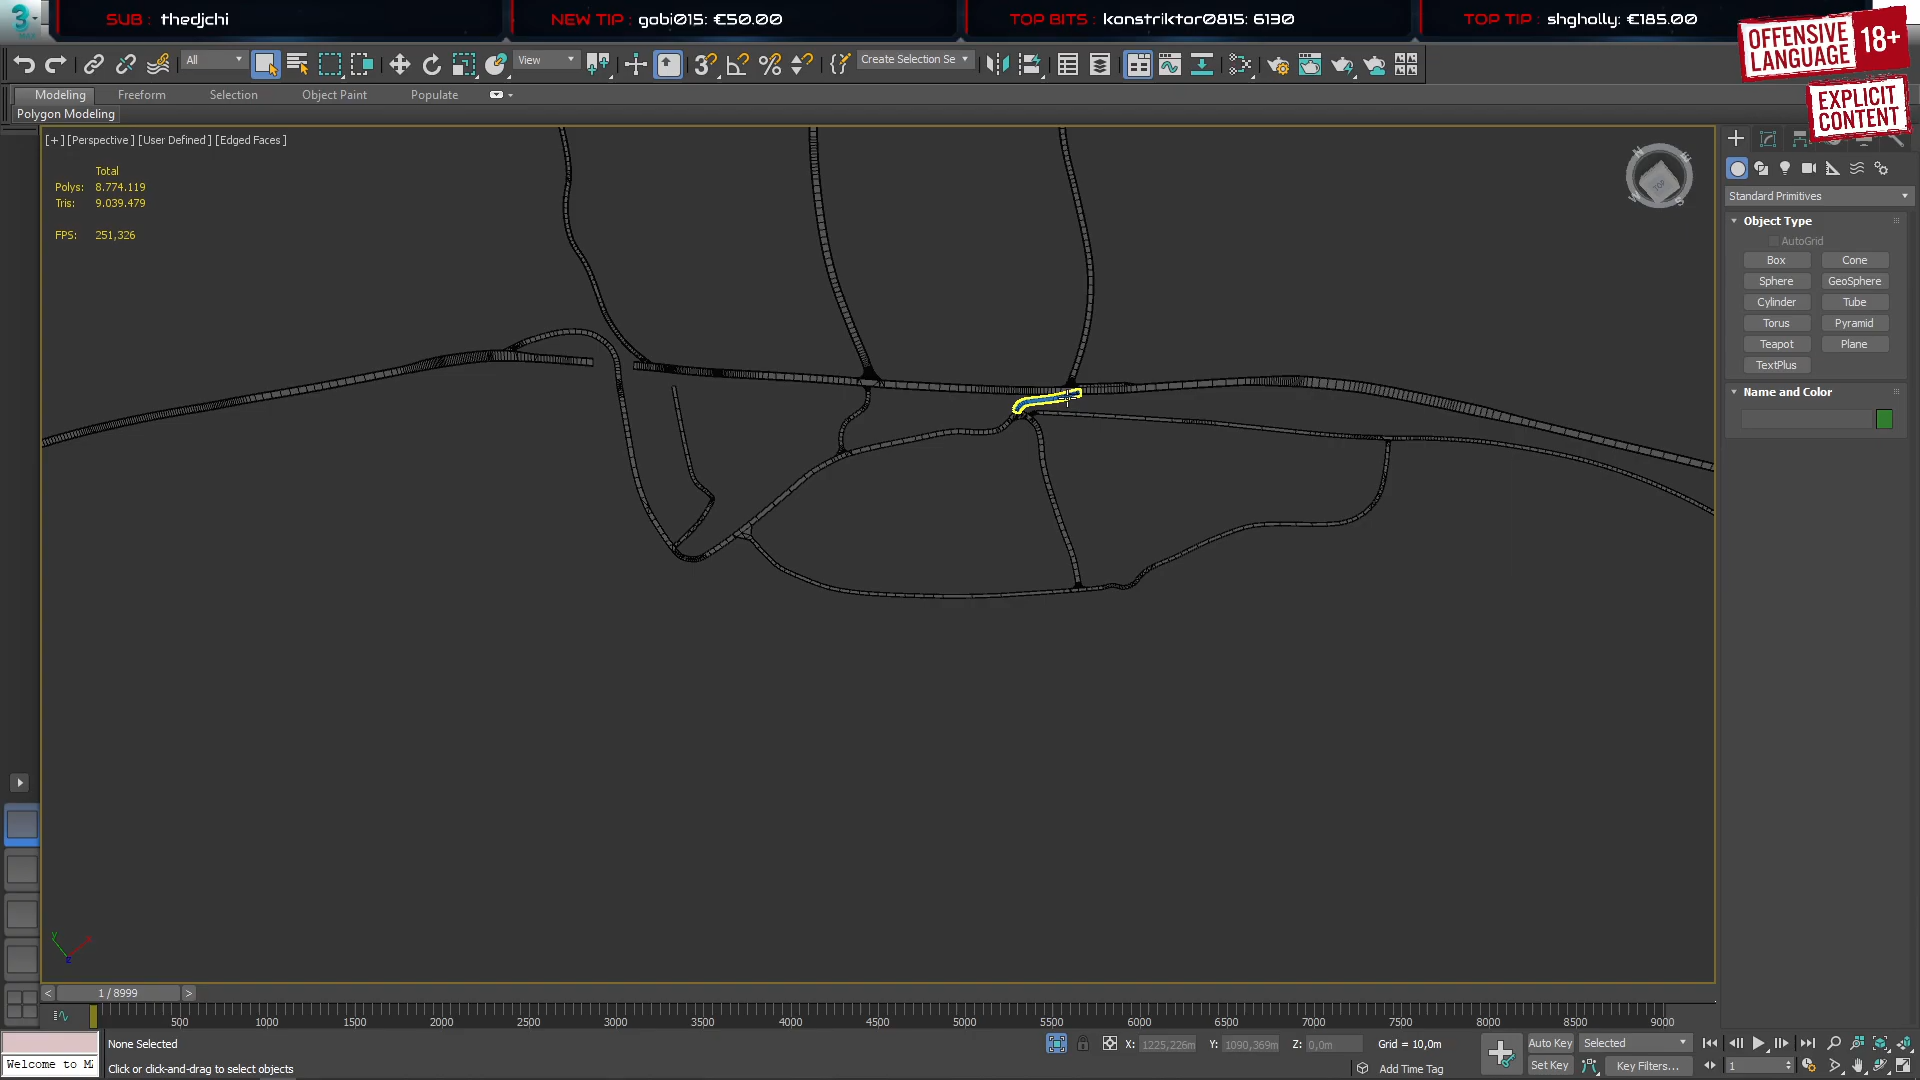 SUB : thedjchi
NEW TIP : gabi015: €50.00
TOP BITS : konstriktor0815: 6130
TOP TIP : shgholly: €185.00
OFFENSIVE LANGUAGE 18+
EXPLICIT CONTENT
3
MAX
All
View
Create Selection Se
Modeling
Freeform
Selection
Object Paint
Populate
Polygon Modeling
[+] [Perspective ] [User Defined ] [Edged Faces ]
Total
Polys: 8.774.119
Tris: 9.039.479
FPS: 251,326
TOP
Standard Primitives
Object Type
AutoGrid
Box
Cone
Sphere
GeoSphere
Cylinder
Tube
Torus
Pyramid
Teapot
Plane
TextPlus
Name and Color
1 / 8999
500 1000 1500 2000 2500 3000 3500 4000 4500 5000 5500 6000 6500 7000 7500 8000 8500 9000
None Selected
X: 1225,226m
Y: 1090,369m
Z: 0,0m
Grid = 10,0m
Auto Key
Selected
Welcome to M
Click or click-and-drag to select objects
Add Time Tag
Set Key
Key Filters...
1